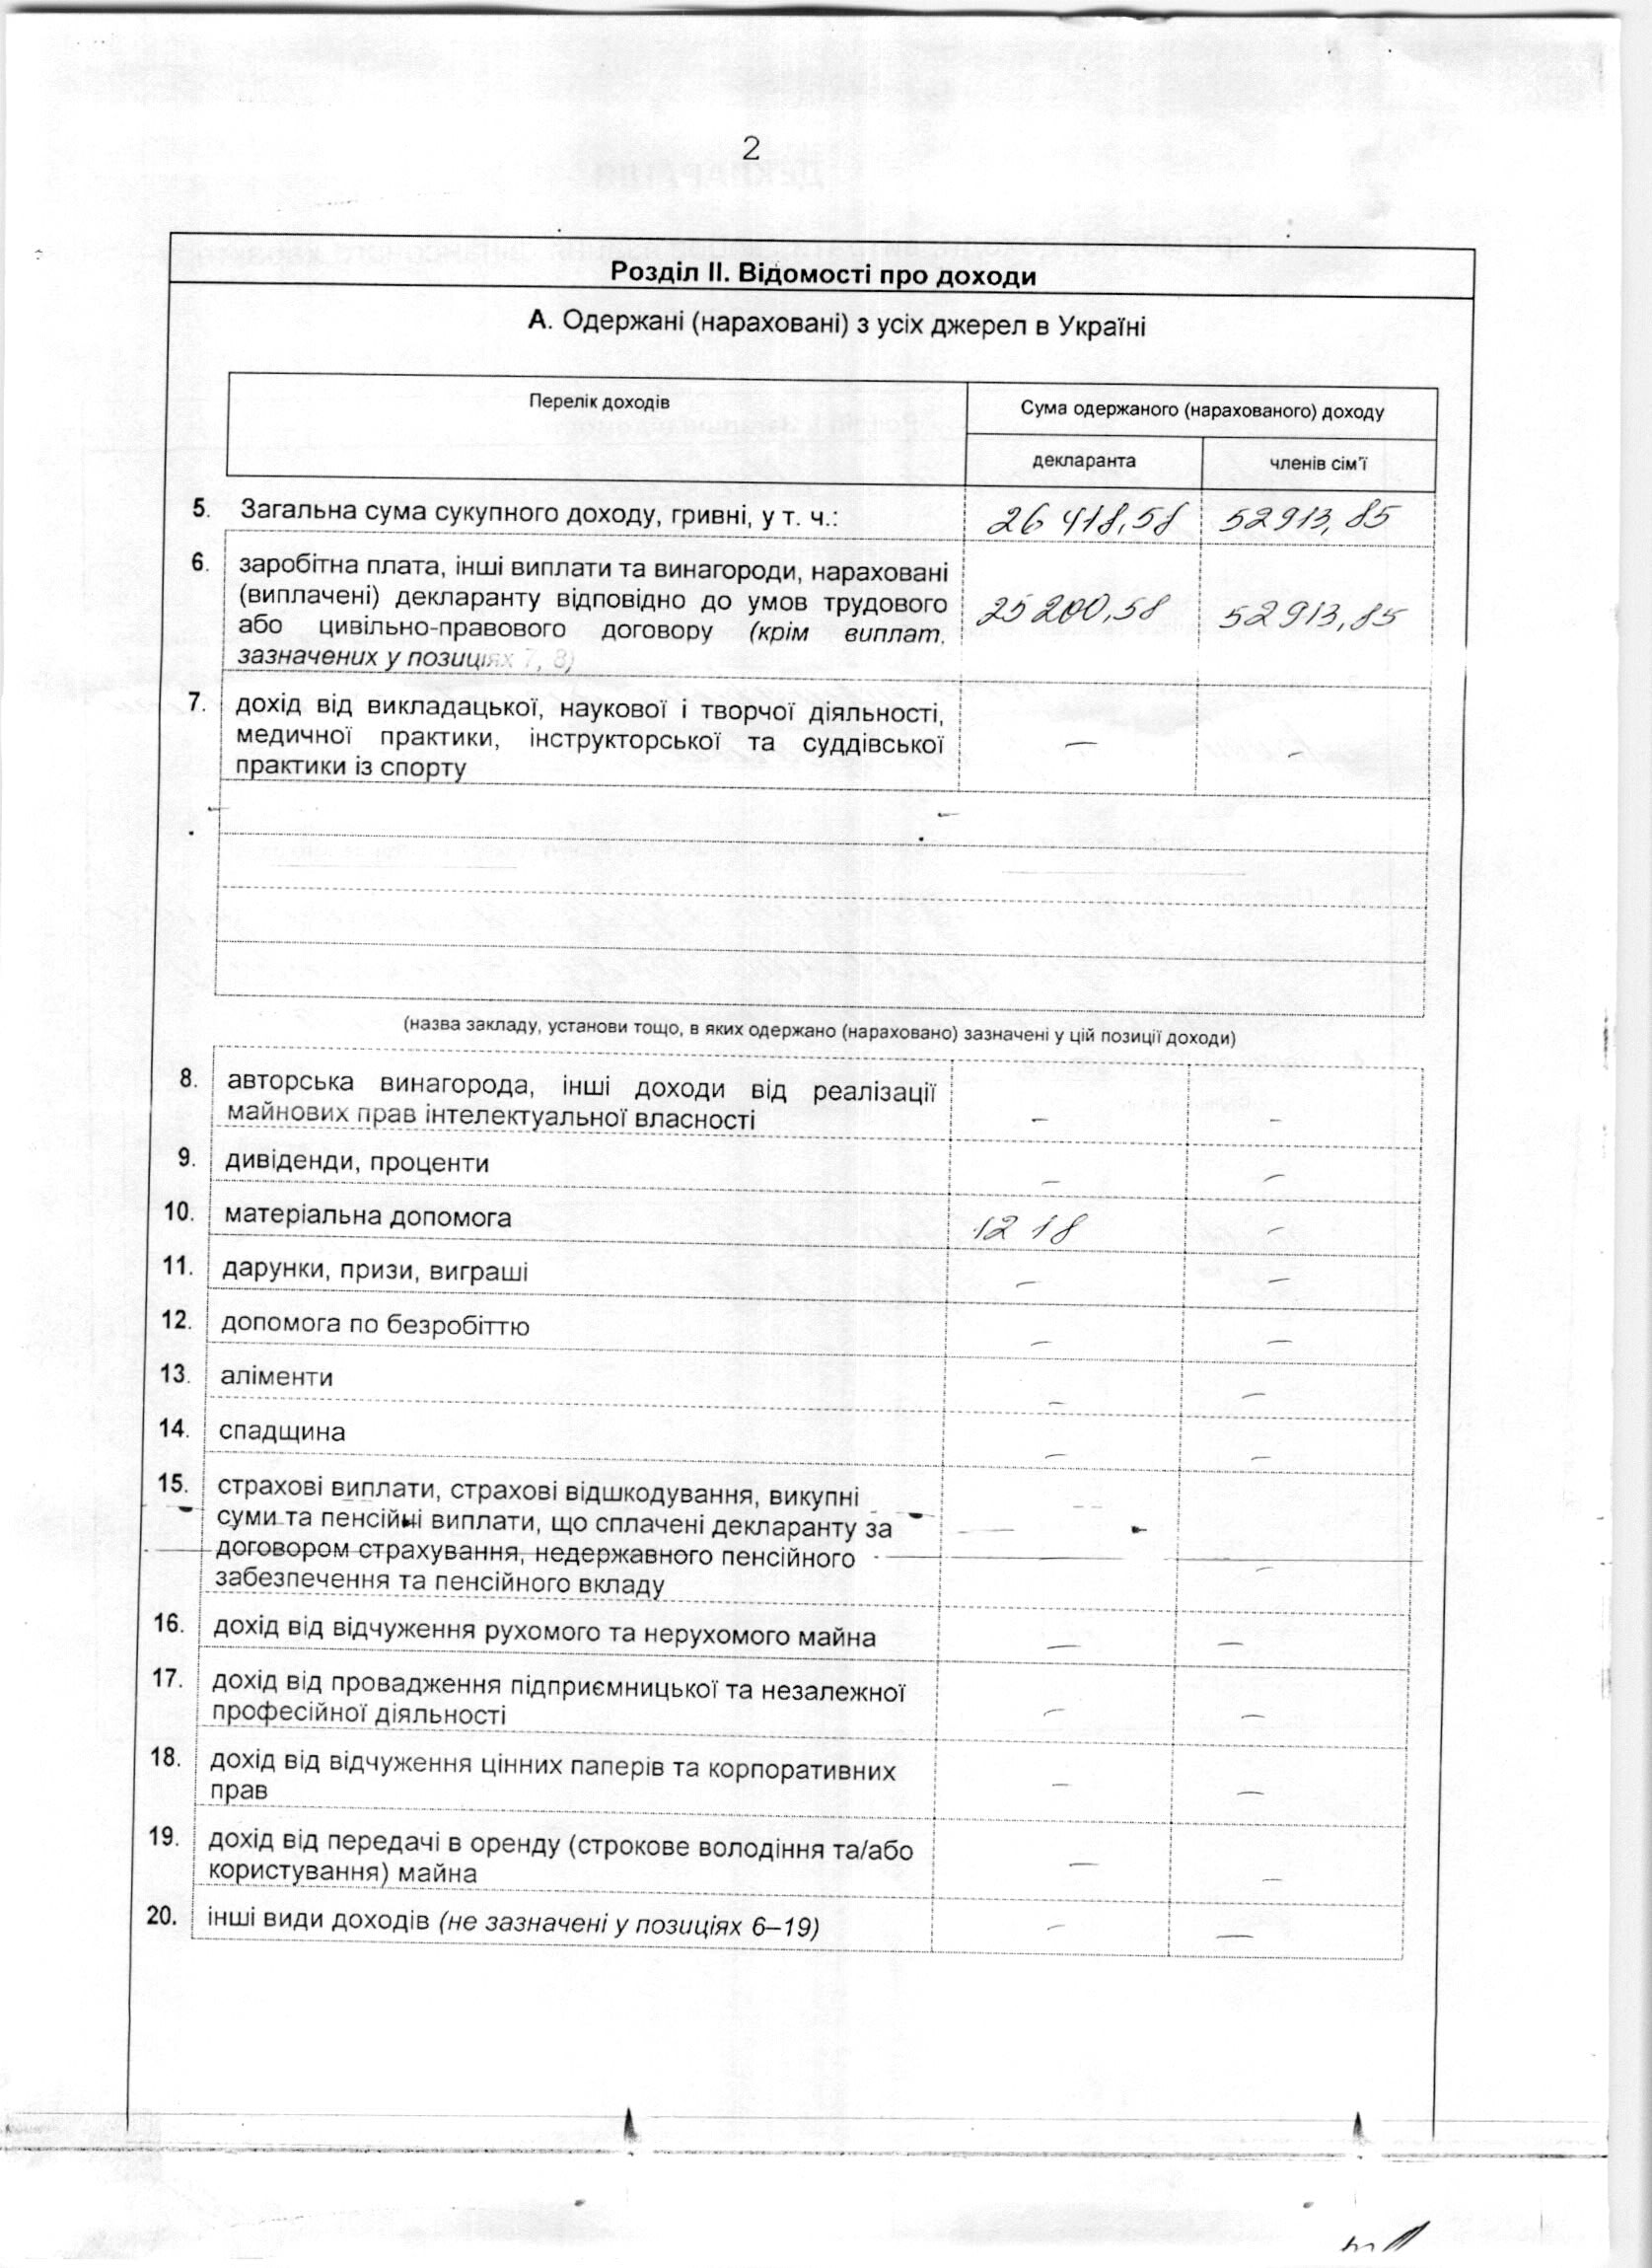 2
Розділ II. Відомості про доходи
А. Одержані (нараховані) з усіх джерел в Україні
Перелік доходів
Сума одержаного (нарахованого) доходу
декларанта
членів сім'ї
5. Загальна сума сукупного доходу, гривні, у т. ч.: 26 418,58 52913,85
6. заробітна плата, інші виплати та винагороди, нараховані
(виплачені) декларанту відповідно до умов трудового
або цивільно-правового договору (крім виплат,
зазначених у позиціях 7, 8)
25200,58 52913,85
7. дохід від викладацької, наукової і творчої діяльності,
медичної практики, інструкторської та суддівської
практики із спорту
— –
(назва закладу, установи тощо, в яких одержано (нараховано) зазначені у цій позиції доходи)
8. авторська винагорода, інші доходи від реалізації
майнових прав інтелектуальної власності
– –
9. дивіденди, проценти – –
10. матеріальна допомога 1218 –
11. дарунки, призи, виграші – –
12. допомога по безробіттю – –
13. аліменти – –
14. спадщина – –
15. страхові виплати, страхові відшкодування, викупні
суми та пенсійні виплати, що сплачені декларанту за
договором страхування, недержавного пенсійного
забезпечення та пенсійного вкладу
— –
16. дохід від відчуження рухомого та нерухомого майна — –
17. дохід від провадження підприємницької та незалежної
професійної діяльності
– –
18. дохід від відчуження цінних паперів та корпоративних
прав
– –
19. дохід від передачі в оренду (строкове володіння та/або
користування) майна
– –
20. інші види доходів (не зазначені у позиціях 6–19) – —